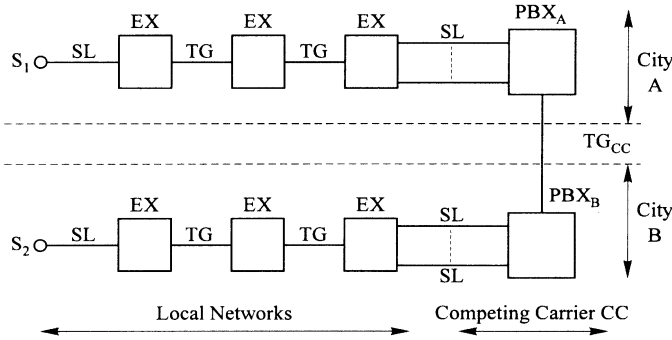 EX EX EX PBX_A
S_1 SL TG TG SL City A
TG_CC
EX EX EX PBX_B
S_2 SL TG TG SL SL City B
Local Networks Competing Carrier CC